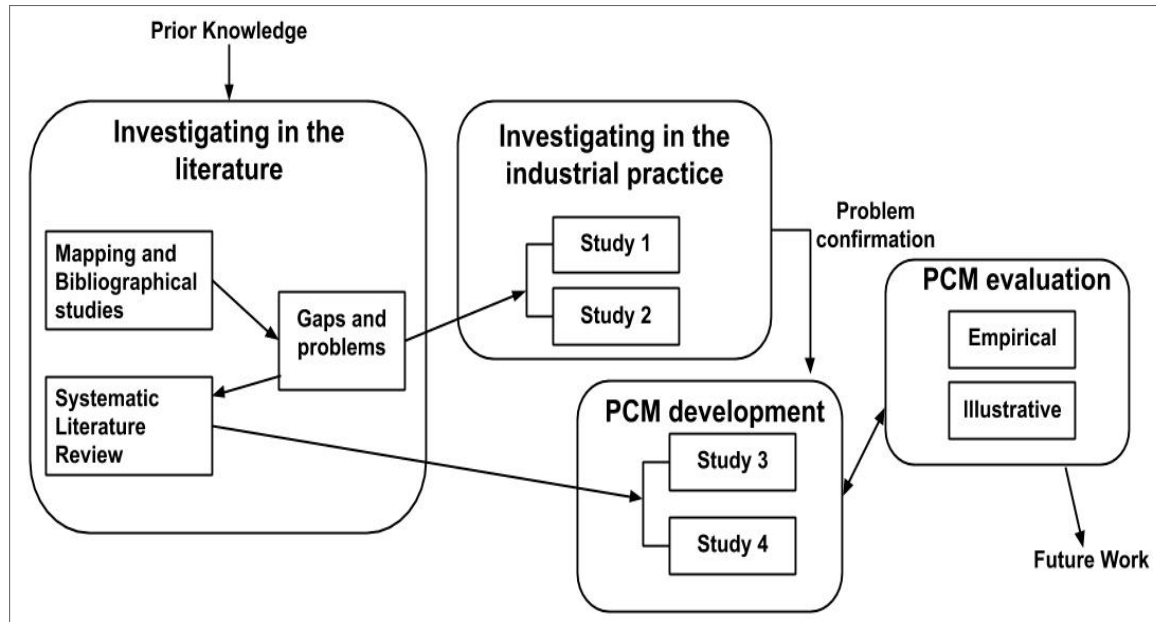 Prior Knowledge
Investigating in the
literature
Mapping and
Bibliographical
studies
Gaps and
problems
Systematic
Literature
Review
Investigating in the
industrial practice
Study 1
Study 2
Problem
confirmation
PCM development
Study 3
Study 4
PCM evaluation
Empirical
Illustrative
Future Work